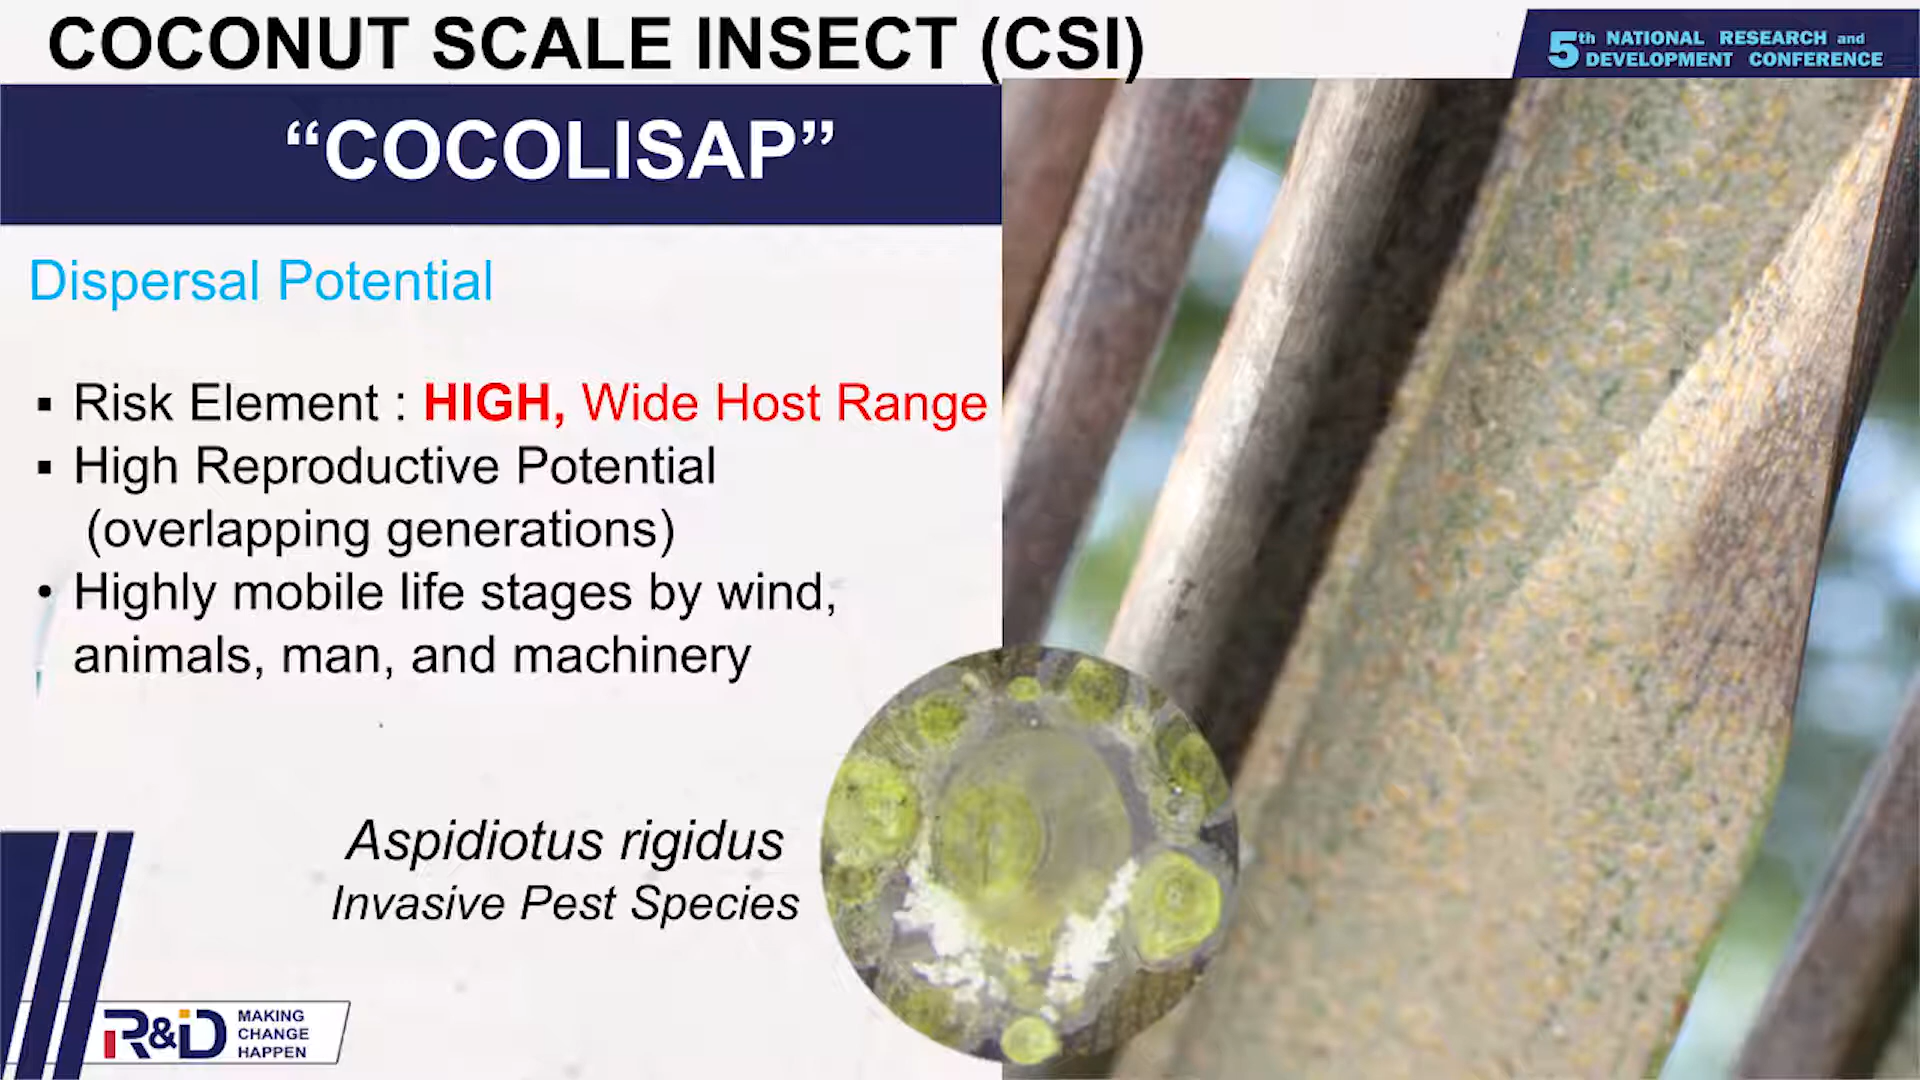 COCONUT SCALE INSECT (CSI)
5th NATIONAL RESEARCH and
DEVELOPMENT CONFERENCE
“COCOLISAP”
Dispersal Potential
▪ Risk Element : HIGH, Wide Host Range
▪ High Reproductive Potential
(overlapping generations)
• Highly mobile life stages by wind,
animals, man, and machinery
Aspidiotus rigidus
Invasive Pest Species
R&D
MAKING
CHANGE
HAPPEN